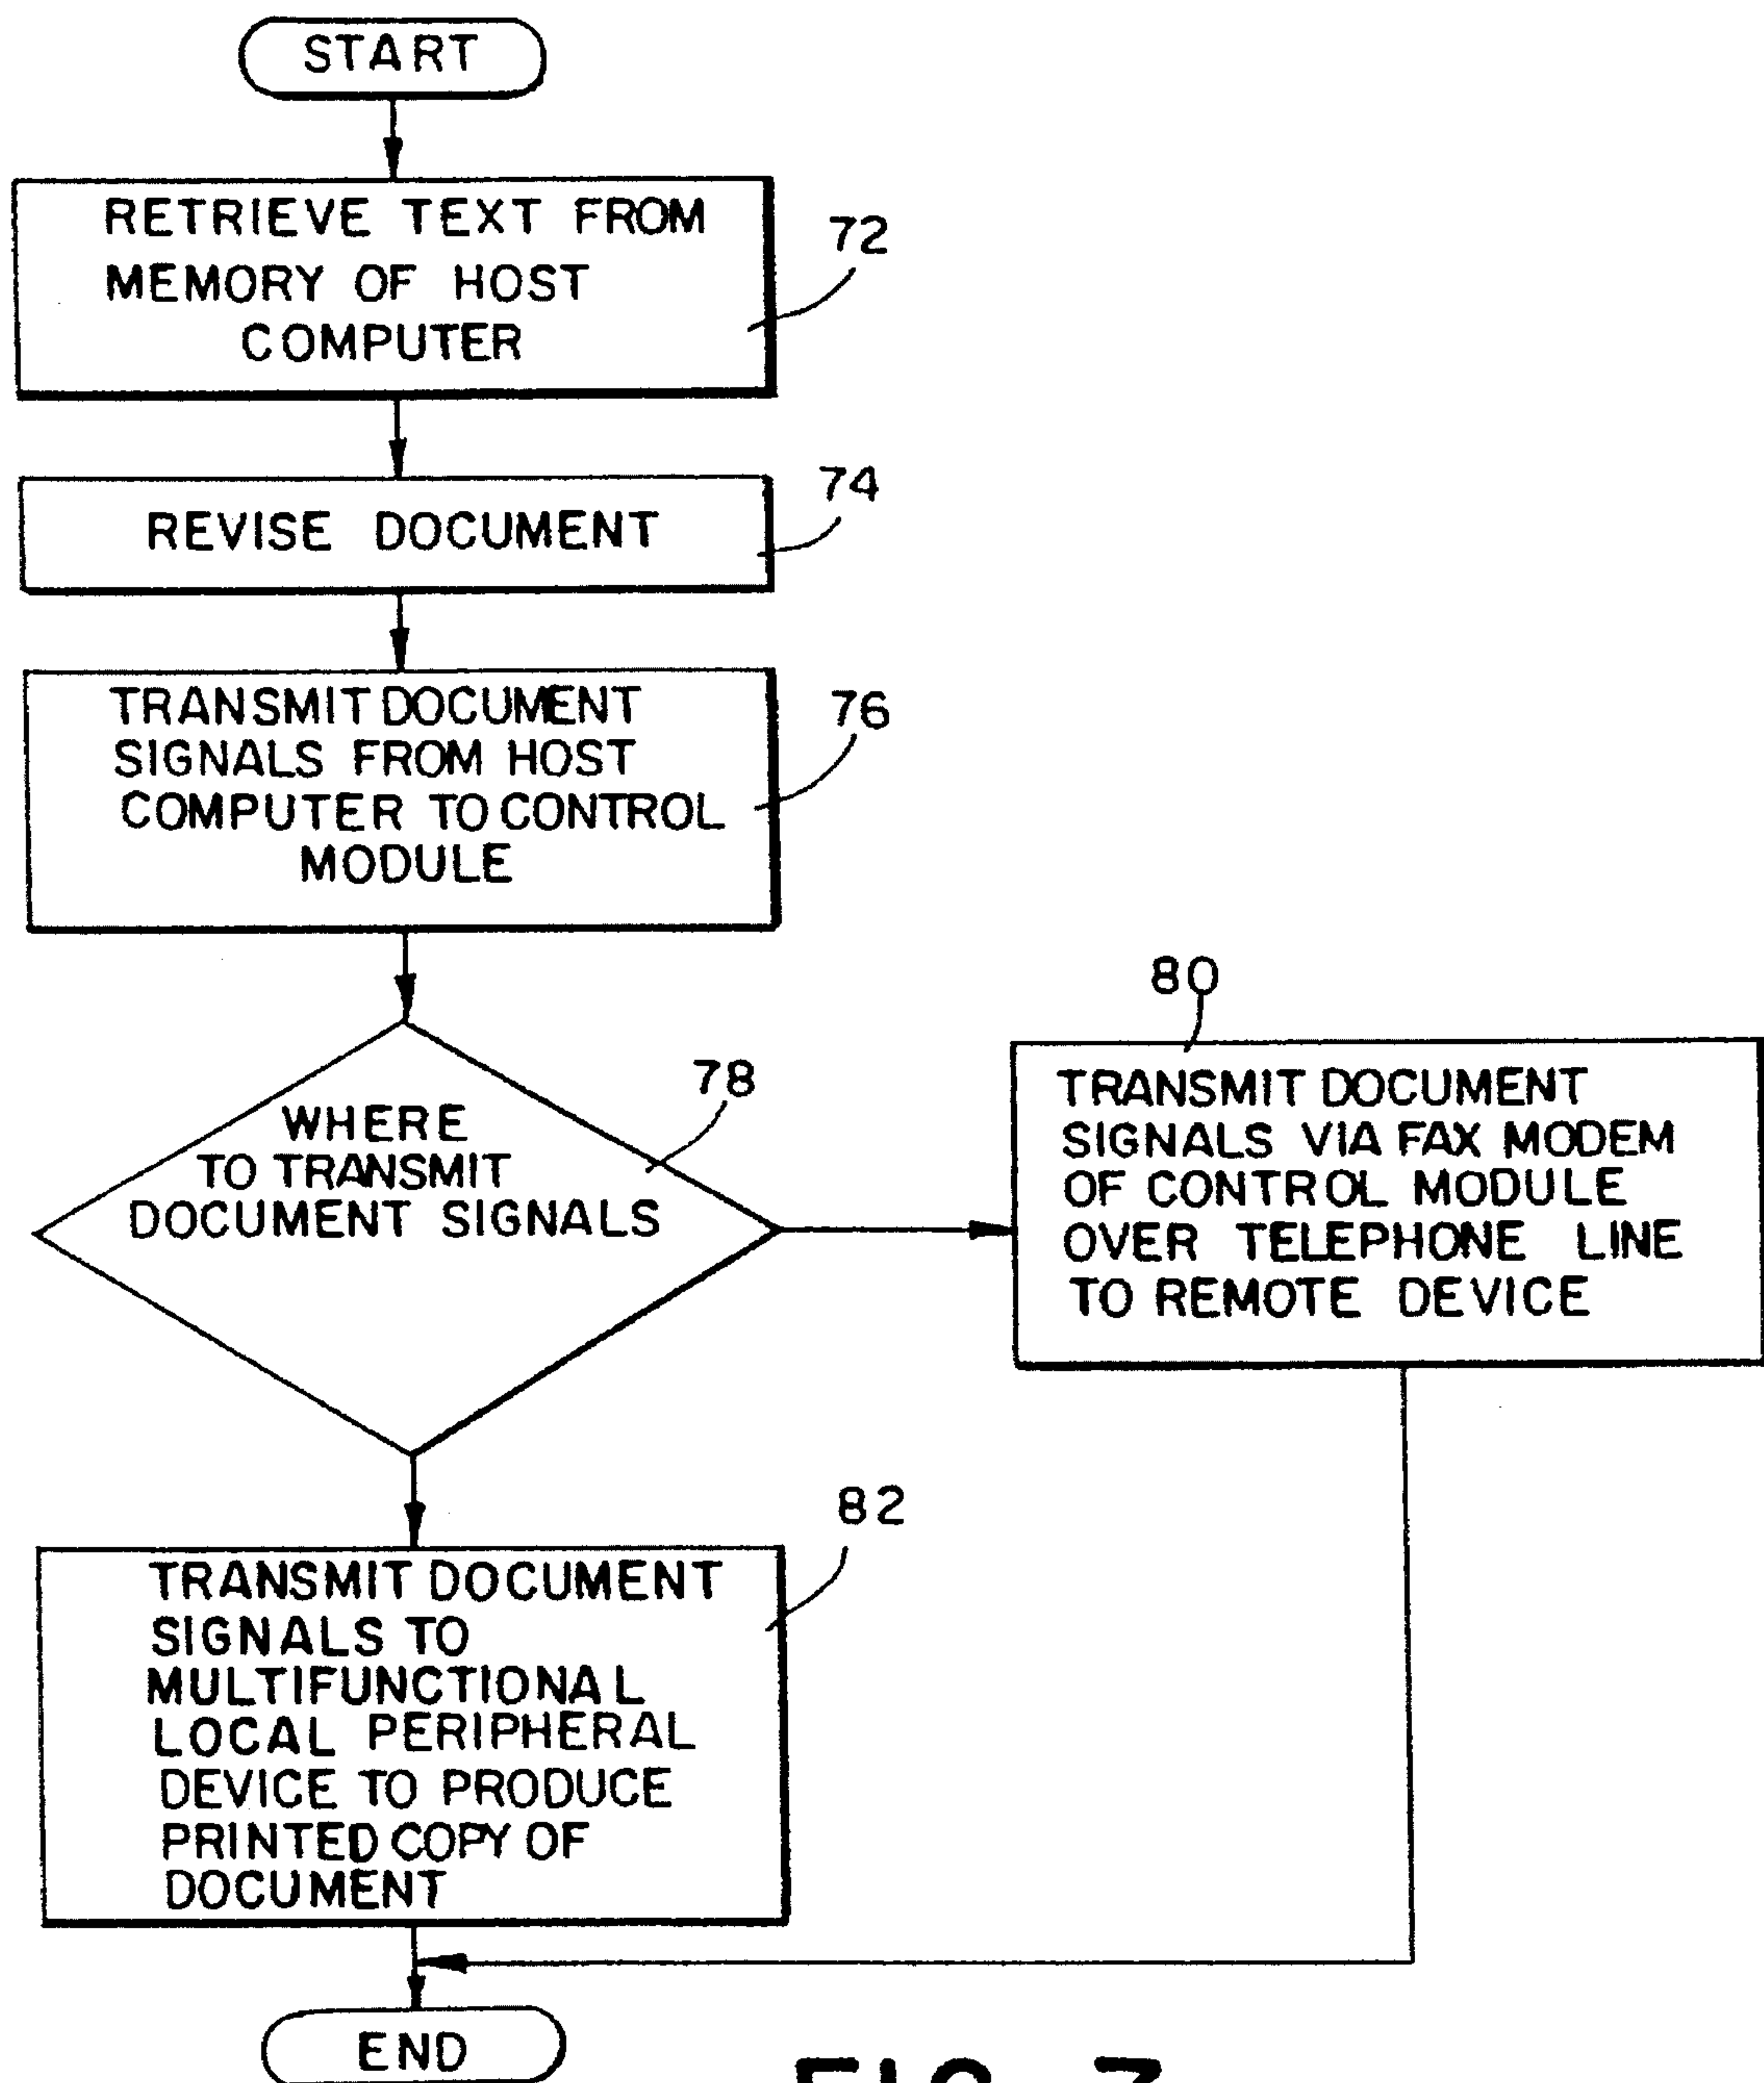 START
RETRIEVE TEXT FROM
MEMORY OF HOST
COMPUTER
72
REVISE DOCUMENT
74
TRANSMIT DOCUMENT
SIGNALS FROM HOST
COMPUTER TO CONTROL
MODULE
76
WHERE
TO TRANSMIT
DOCUMENT SIGNALS
78
80
TRANSMIT DOCUMENT
SIGNALS VIA FAX MODEM
OF CONTROL MODULE
OVER TELEPHONE LINE
TO REMOTE DEVICE
82
TRANSMIT DOCUMENT
SIGNALS TO
MULTIFUNCTIONAL
LOCAL PERIPHERAL
DEVICE TO PRODUCE
PRINTED COPY OF
DOCUMENT
END
FIG